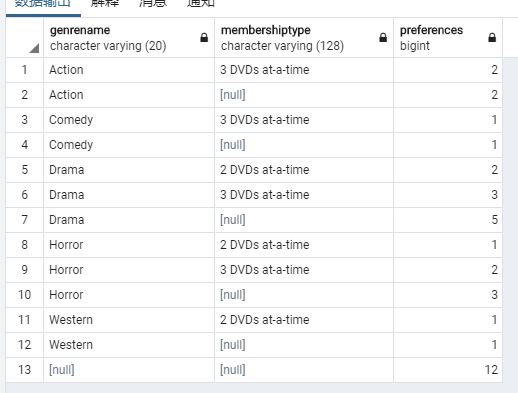 数据输出 解释 消息 通知
genrename membershiptype preferences
character varying (20) character varying (128) bigint
1 Action 3 DVDs at-a-time 2
2 Action [null] 2
3 Comedy 3 DVDs at-a-time 1
4 Comedy [null] 1
5 Drama 2 DVDs at-a-time 2
6 Drama 3 DVDs at-a-time 3
7 Drama [null] 5
8 Horror 2 DVDs at-a-time 1
9 Horror 3 DVDs at-a-time 2
10 Horror [null] 3
11 Western 2 DVDs at-a-time 1
12 Western [null] 1
13 [null] [null] 12